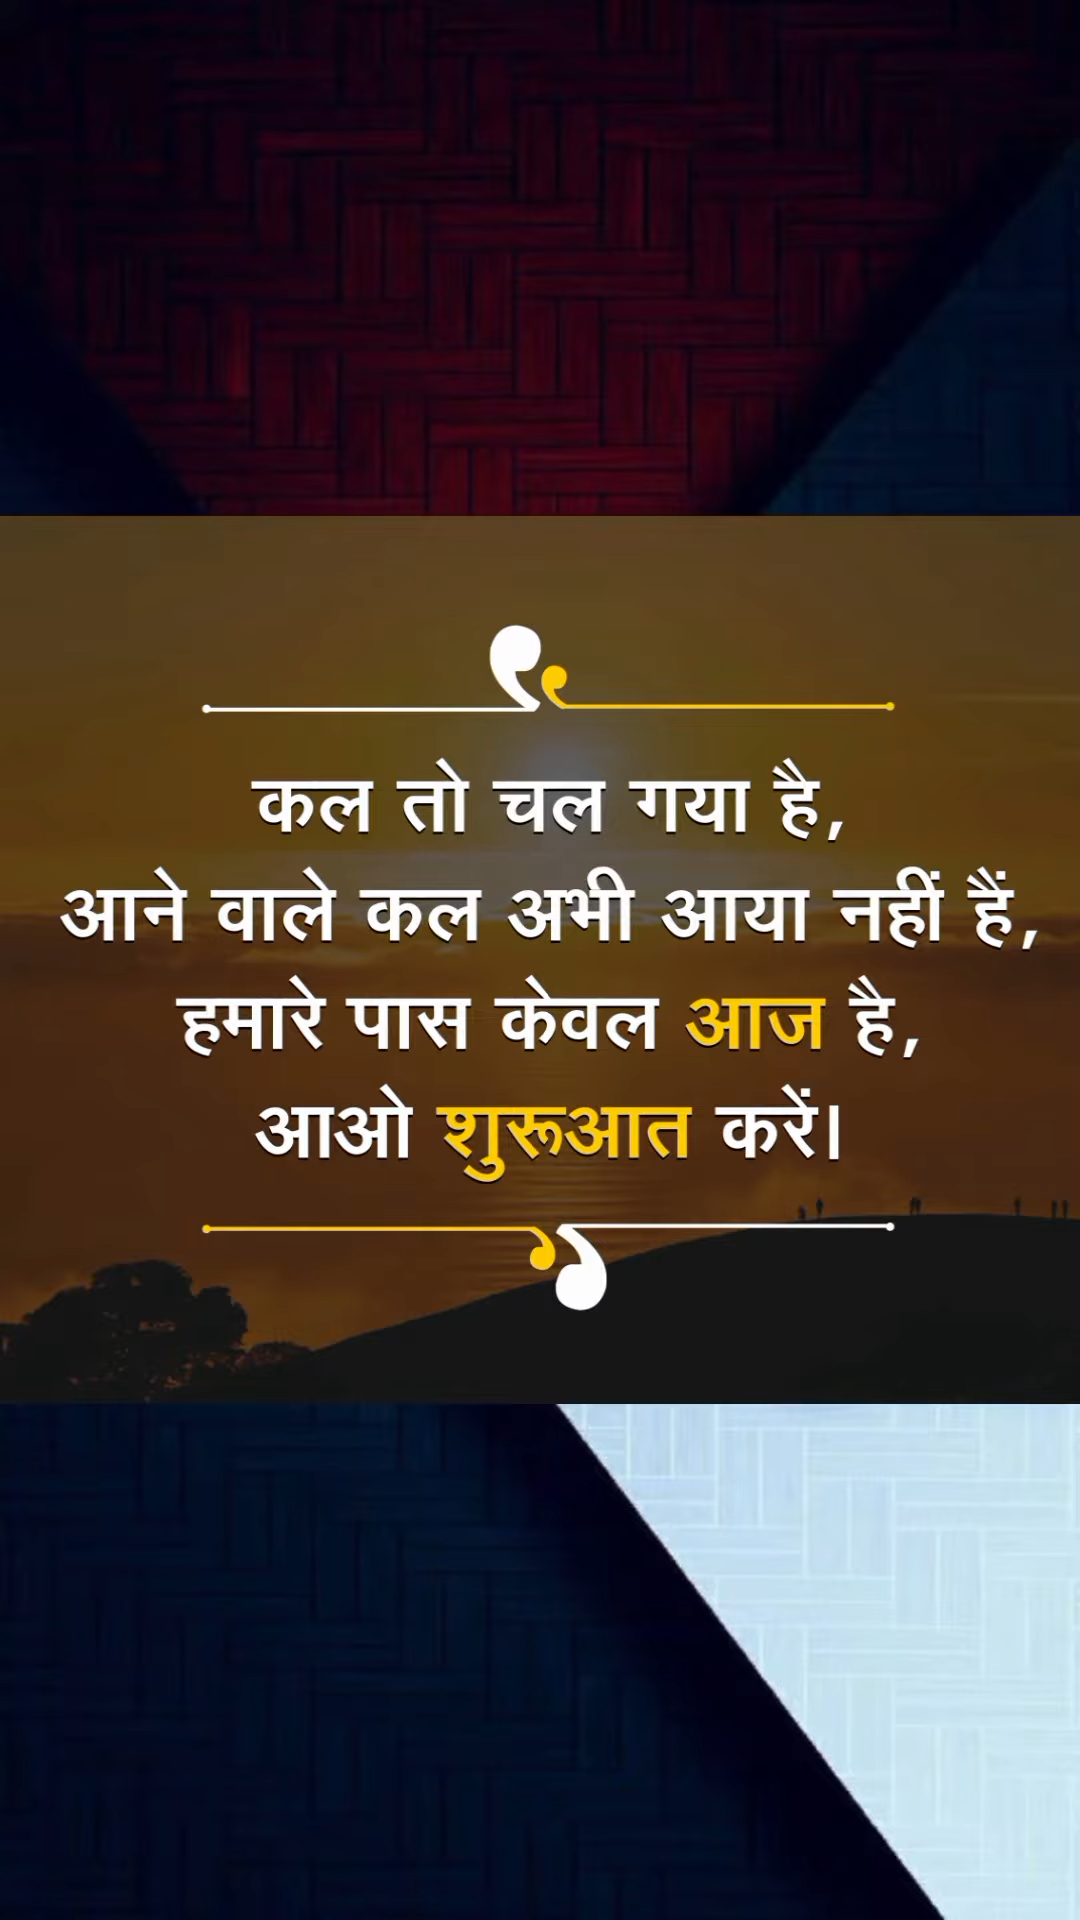 कल तो चल गया है,
आने वाले कल अभी आया नहीं हैं,
हमारे पास केवल आज है,
आओ शुरूआत करें।